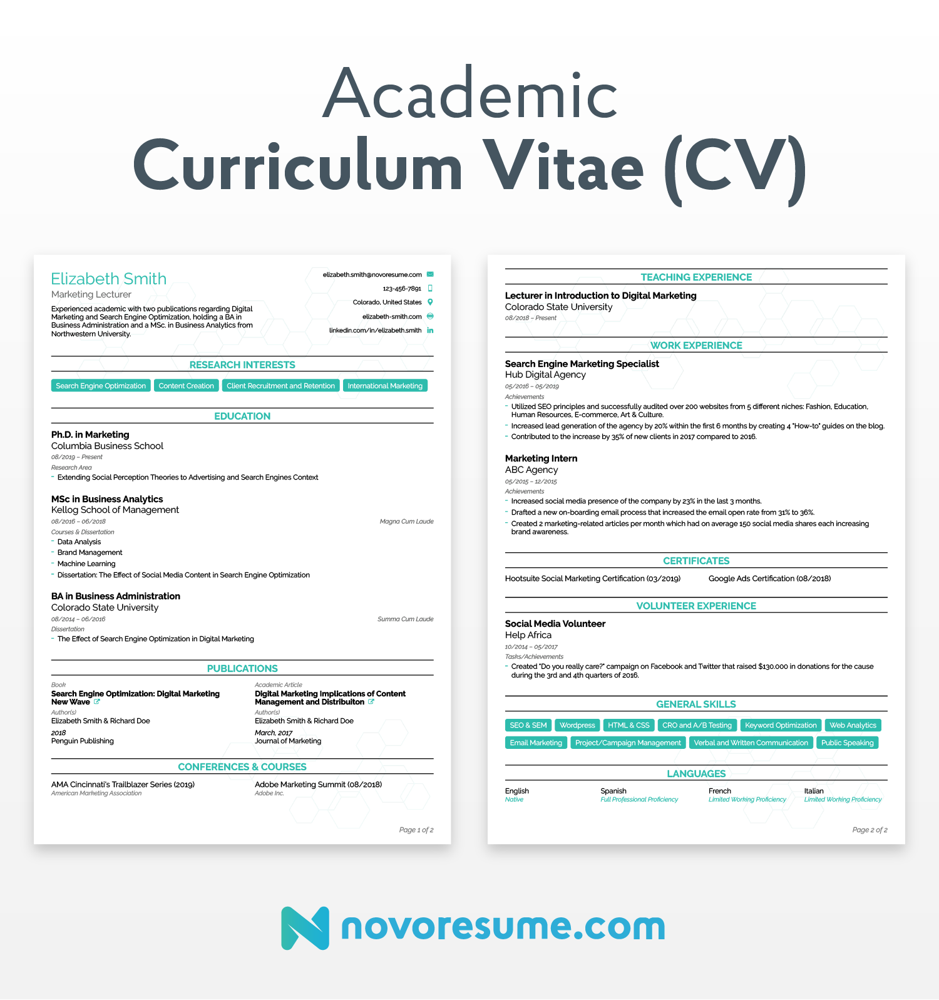 Academic
Curriculum Vitae (CV)
Elizabeth Smith
Marketing Lecturer
Experienced academic with two publications regarding Digital
Marketing and Search Engine Optimization, holding a BA in
Business Administration and a MSc. in Business Analytics from
Northwestern University.
elizabeth.smith@novoresume.com
123-456-7891
Colorado, United States
elizabeth-smith.com
linkedin.com/in/elizabeth.smith
RESEARCH INTERESTS
Search Engine Optimization Content Creation Client Recruitment and Retention International Marketing
EDUCATION
Ph.D. in Marketing
Columbia Business School
08/2019 – Present
Research Area
- Extending Social Perception Theories to Advertising and Search Engines Context
MSc in Business Analytics
Kellog School of Management
08/2016 – 06/2018 Magna Cum Laude
Courses & Dissertation
- Data Analysis
- Brand Management
- Machine Learning
- Dissertation: The Effect of Social Media Content in Search Engine Optimization
BA in Business Administration
Colorado State University
08/2014 – 06/2016 Summa Cum Laude
Dissertation
- The Effect of Search Engine Optimization in Digital Marketing
PUBLICATIONS
Book
Search Engine Optimization: Digital Marketing
New Wave
Author(s)
Elizabeth Smith & Richard Doe
2018
Penguin Publishing
Academic Article
Digital Marketing Implications of Content
Management and Distribuiton
Author(s)
Elizabeth Smith & Richard Doe
March, 2017
Journal of Marketing
CONFERENCES & COURSES
AMA Cincinnati's Trailblazer Series (2019)
American Marketing Association
Adobe Marketing Summit (08/2018)
Adobe Inc.
Page 1 of 2
TEACHING EXPERIENCE
Lecturer in Introduction to Digital Marketing
Colorado State University
08/2018 – Present
WORK EXPERIENCE
Search Engine Marketing Specialist
Hub Digital Agency
05/2016 – 05/2019
Achievements
- Utilized SEO principles and successfully audited over 200 websites from 5 different niches: Fashion, Education,
Human Resources, E-commerce, Art & Culture.
- Increased lead generation of the agency by 20% within the first 6 months by creating 4 "How-to" guides on the blog.
- Contributed to the increase by 35% of new clients in 2017 compared to 2016.
Marketing Intern
ABC Agency
05/2015 – 12/2015
Achievements
- Increased social media presence of the company by 23% in the last 3 months.
- Drafted a new on-boarding email process that increased the email open rate from 31% to 36%.
- Created 2 marketing-related articles per month which had on average 150 social media shares each increasing
brand awareness.
CERTIFICATES
Hootsuite Social Marketing Certification (03/2019) Google Ads Certification (08/2018)
VOLUNTEER EXPERIENCE
Social Media Volunteer
Help Africa
10/2014 – 05/2017
Tasks/Achievements
- Created "Do you really care?" campaign on Facebook and Twitter that raised $130.000 in donations for the cause
during the 3rd and 4th quarters of 2016.
GENERAL SKILLS
SEO & SEM Wordpress HTML & CSS CRO and A/B Testing Keyword Optimization Web Analytics
Email Marketing Project/Campaign Management Verbal and Written Communication Public Speaking
LANGUAGES
English Spanish French Italian
Native Full Professional Proficiency Limited Working Proficiency Limited Working Proficiency
Page 2 of 2
novoresume.com